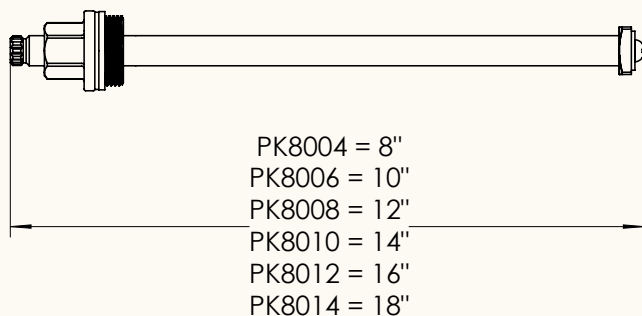 PK8004 = 8"
PK8006 = 10"
PK8008 = 12"
PK8010 = 14"
PK8012 = 16"
PK8014 = 18"